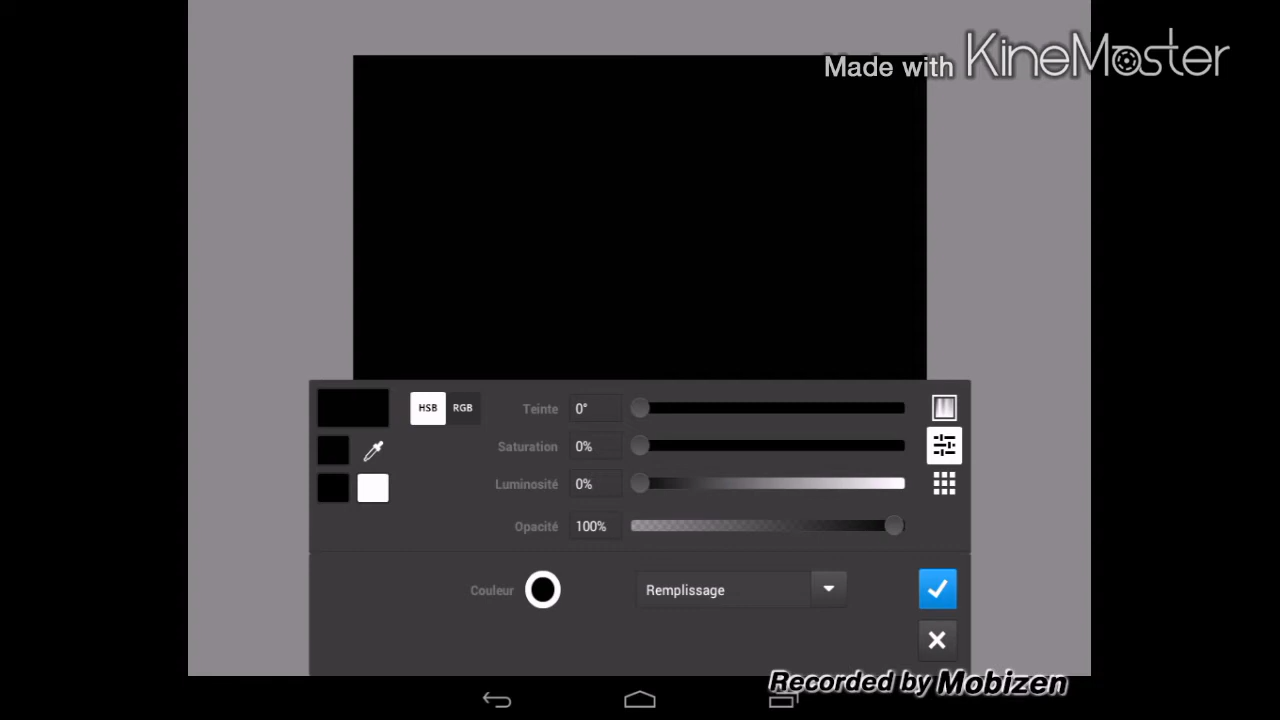 Made with KineMaster
HSB RGB Teinte 0°
Saturation 0%
Luminosité 0%
Opacité 100%
Couleur Remplissage
Recorded by Mobizen